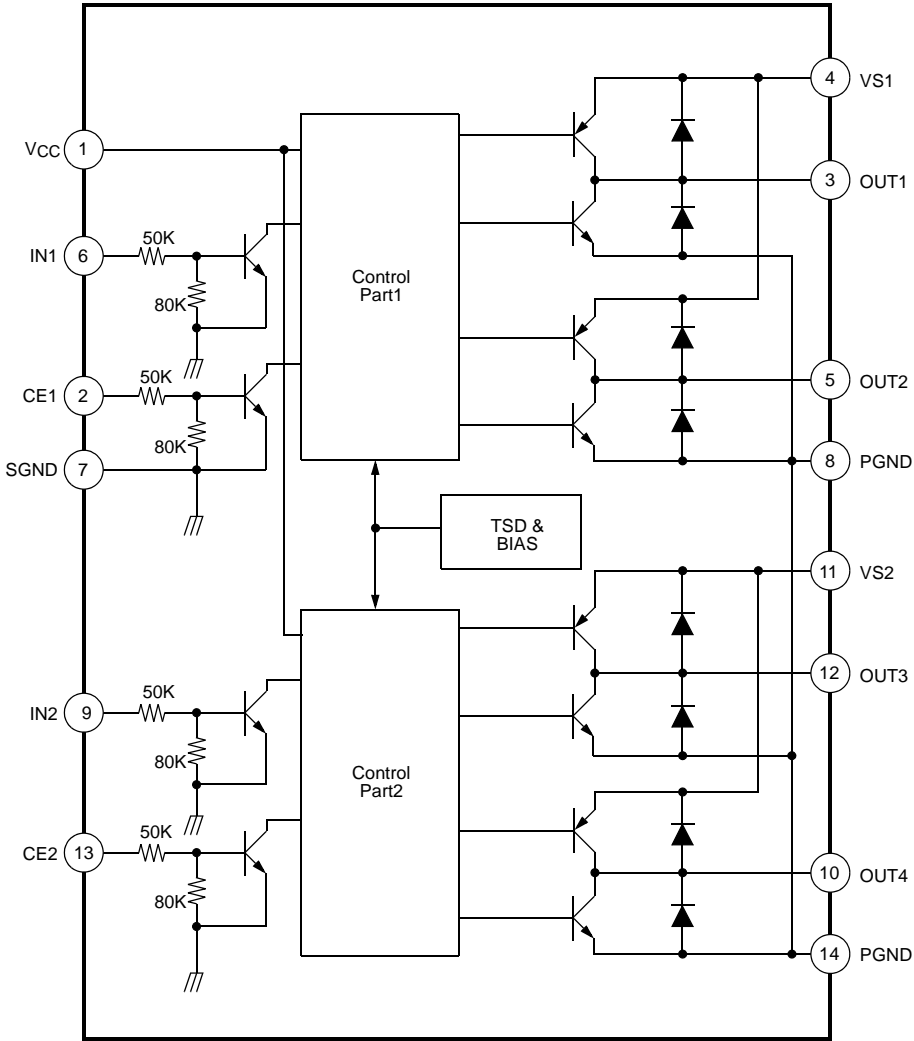 4 VS1
VCC 1
3 OUT1
50K
IN1 6
80K
Control
Part1
50K
CE1 2
5 OUT2
80K
SGND 7
8 PGND
TSD &
BIAS
11 VS2
12 OUT3
50K
IN2 9
80K
Control
Part2
50K
CE2 13
10 OUT4
80K
14 PGND